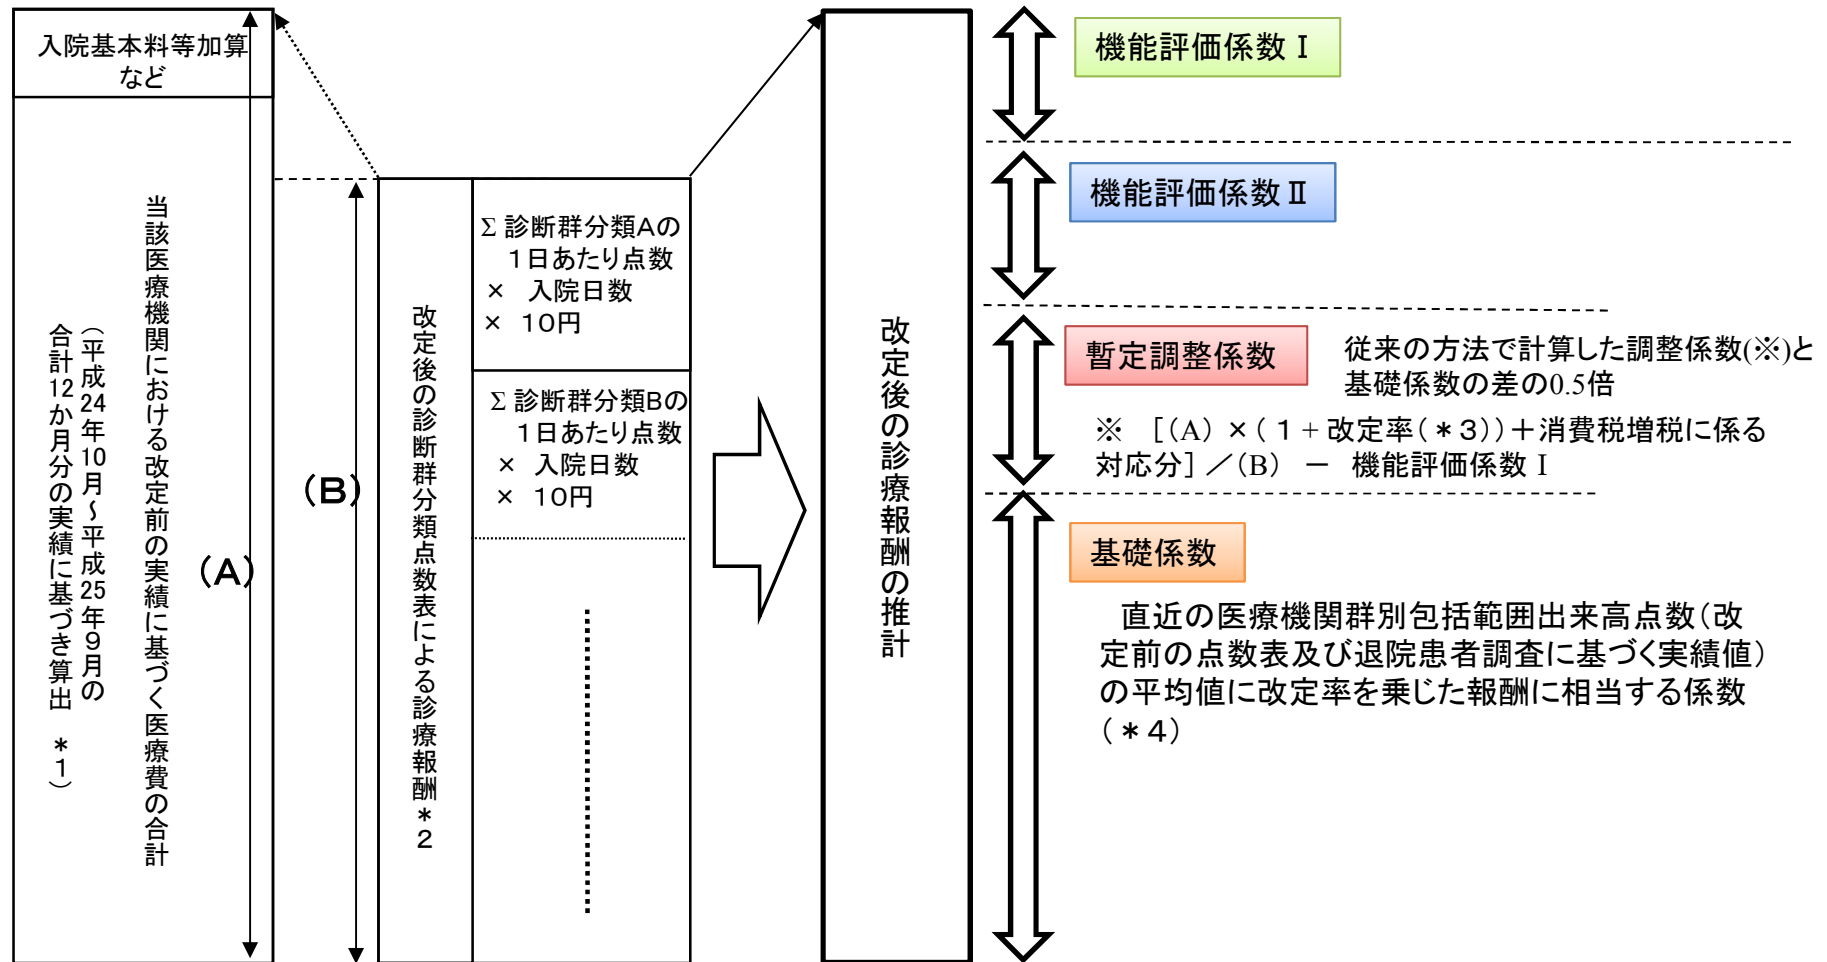 入院基本料等加算
など
当該医療機関における改定前の実績に基づく医療費の合計
（平成24年10月～平成25年９月の
合計12か月分の実績に基づき算出　＊１）
（A）
（B）
改定後の診断群分類点数表による診療報酬＊２
Σ 診断群分類Aの
１日あたり点数
×　入院日数
×　10円
Σ 診断群分類Bの
１日あたり点数
×　入院日数
×　10円
改定後の診療報酬の推計
機能評価係数Ⅰ
機能評価係数Ⅱ
暫定調整係数
従来の方法で計算した調整係数(※)と
基礎係数の差の0.5倍
※　［(A) ×（１+改定率（＊３））＋消費税増税に係る
対応分］／(B)　－　機能評価係数Ⅰ
基礎係数
直近の医療機関群別包括範囲出来高点数（改
定前の点数表及び退院患者調査に基づく実績値）
の平均値に改定率を乗じた報酬に相当する係数
（＊４）